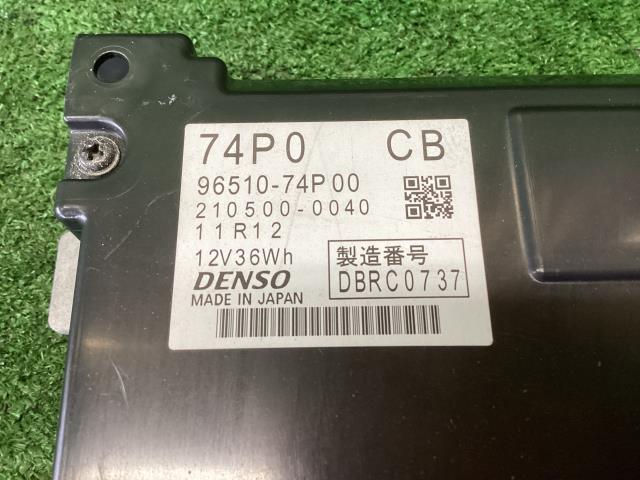 74P0 CB
96510-74P00
210500-0040
11R12
12V36Wh
DENSO
MADE IN JAPAN
製造番号
DBRC0737